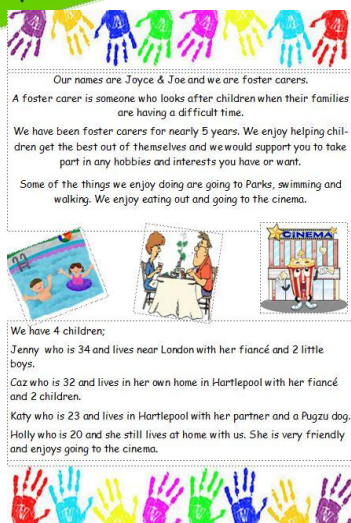 Our names are Joyce & Joe and we are foster carers.
A foster carer is someone who looks after children when their families
are having a difficult time.
We have been foster carers for nearly 5 years. We enjoy helping chil-
dren get the best out of themselves and we would support you to take
part in any hobbies and interests you have or want.
Some of the things we enjoy doing are going to Parks, swimming and
walking. We enjoy eating out and going to the cinema.
CINEMA
We have 4 children;
Jenny who is 34 and lives near London with her fiancé and 2 little
boys.
Caz who is 32 and lives in her own home in Hartlepool with her fiancé
and 2 children.
Katy who is 23 and lives in Hartlepool with her partner and a Pugzu dog.
Holly who is 20 and she still lives at home with us. She is very friendly
and enjoys going to the cinema.